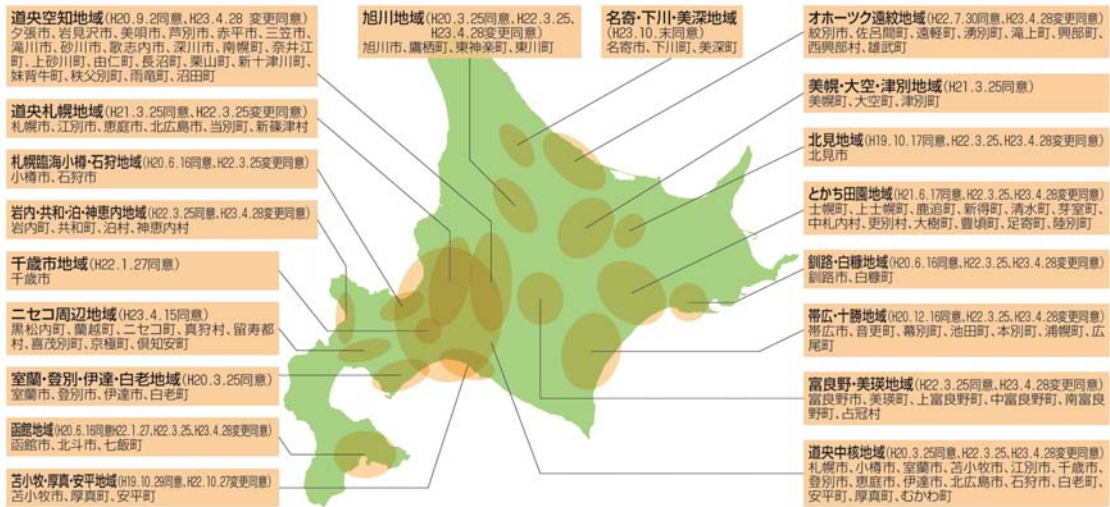 道央空知地域(H20.9.2同意、H23.4.28 変更同意)
夕張市、岩見沢市、美唄市、芦別市、赤平市、三笠市、
滝川市、砂川市、歌志内市、深川市、南幌町、奈井江
町、上砂川町、由仁町、長沼町、栗山町、新十津川町、
妹背牛町、秩父別町、雨竜町、沼田町
道央札幌地域(H21.3.25同意、H22.3.25変更同意)
札幌市、江別市、恵庭市、北広島市、当別町、新篠津村
札幌臨海小樽・石狩地域(H20.6.16同意、H22.3.25変更同意)
小樽市、石狩市
岩内・共和・泊・神恵内地域(H22.3.25同意、H23.4.28変更同意)
岩内町、共和町、泊村、神恵内村
千歳市地域(H22.1.27同意)
千歳市
ニセコ周辺地域(H23.4.15同意)
黒松内町、蘭越町、ニセコ町、真狩村、留寿都
村、喜茂別町、京極町、倶知安町
室蘭・登別・伊達・白老地域(H20.3.25同意)
室蘭市、登別市、伊達市、白老町
函館地域(H20.6.16同意H22.1.27、H22.3.25、H23.4.28変更同意)
函館市、北斗市、七飯町
苫小牧・厚真・安平地域(H19.10.29同意、H22.10.27変更同意)
苫小牧市、厚真町、安平町
旭川地域(H20.3.25同意、H22.3.25、
H23.4.28変更同意)
旭川市、鷹栖町、東神楽町、東川町
名寄・下川・美深地域
(H23.10.末同意)
名寄市、下川町、美深町
オホーツク遠紋地域(H22.7.30同意、H23.4.28変更同意)
紋別市、佐呂間町、遠軽町、湧別町、滝上町、興部町、
西興部村、雄武町
美幌・大空・津別地域(H21.3.25同意)
美幌町、大空町、津別町
北見地域(H19.10.17同意、H22.3.25、H23.4.28変更同意)
北見市
とかち田園地域(H21.6.17同意、H22.3.25、H23.4.28変更同意)
士幌町、上士幌町、鹿追町、新得町、清水町、芽室町、
中札内村、更別村、大樹町、豊頃町、足寄町、陸別町
釧路・白糠地域(H20.6.16同意、H22.3.25、H23.4.28変更同意)
釧路市、白糠町
帯広・十勝地域(H20.12.16同意、H22.3.25、H23.4.28変更同意)
帯広市、音更町、幕別町、池田町、本別町、浦幌町、広
尾町
富良野・美瑛地域(H22.3.25同意、H23.4.28変更同意)
富良野市、美瑛町、上富良野町、中富良野町、南富良
野町、占冠村
道央中核地域(H20.3.25同意、H22.3.25、H23.4.28変更同意)
札幌市、小樽市、室蘭市、苫小牧市、江別市、千歳市、
登別市、恵庭市、伊達市、北広島市、石狩市、白老町、
安平町、厚真町、むかわ町